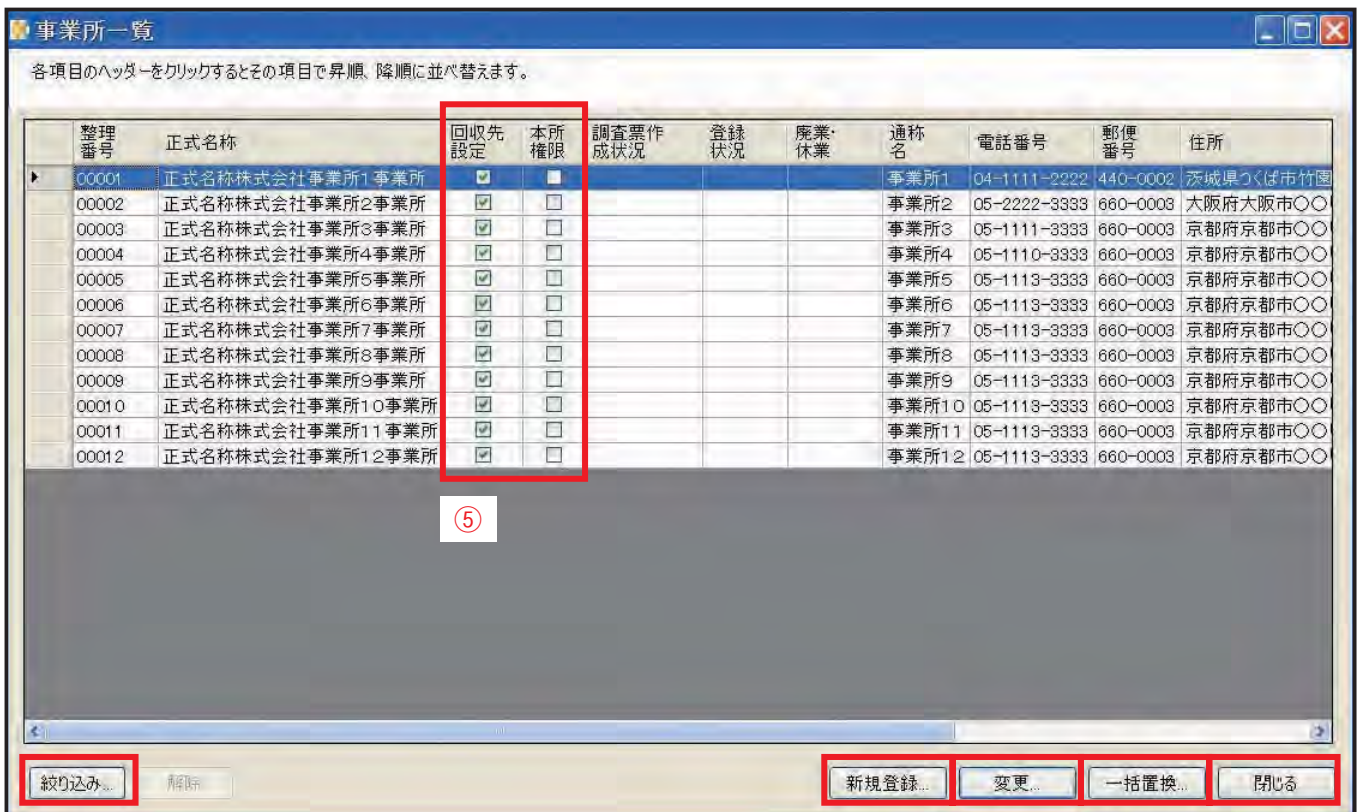 事業所一覧
各項目のヘッダーをクリックするとその項目で昇順、降順に並べ替えます。
整理番号 正式名称 回収先設定 本所権限 調査票作成状況 登録状況 廃業・休業 通称名 電話番号 郵便番号 住所
00001 正式名称株式会社事業所1事業所 事業所1 04-1111-2222 440-0002 茨城県つくば市竹園
00002 正式名称株式会社事業所2事業所 事業所2 05-2222-3333 660-0003 大阪府大阪市〇〇
00003 正式名称株式会社事業所3事業所 事業所3 05-1111-3333 660-0003 京都府京都市〇〇
00004 正式名称株式会社事業所4事業所 事業所4 05-1110-3333 660-0003 京都府京都市〇〇
00005 正式名称株式会社事業所5事業所 事業所5 05-1113-3333 660-0003 京都府京都市〇〇
00006 正式名称株式会社事業所6事業所 事業所6 05-1113-3333 660-0003 京都府京都市〇〇
00007 正式名称株式会社事業所7事業所 事業所7 05-1113-3333 660-0003 京都府京都市〇〇
00008 正式名称株式会社事業所8事業所 事業所8 05-1113-3333 660-0003 京都府京都市〇〇
00009 正式名称株式会社事業所9事業所 事業所9 05-1113-3333 660-0003 京都府京都市〇〇
00010 正式名称株式会社事業所10事業所 事業所10 05-1113-3333 660-0003 京都府京都市〇〇
00011 正式名称株式会社事業所11事業所 事業所11 05-1113-3333 660-0003 京都府京都市〇〇
00012 正式名称株式会社事業所12事業所 事業所12 05-1113-3333 660-0003 京都府京都市〇〇
⑤
絞り込み... 解除 新規登録... 変更... 一括置換... 閉じる